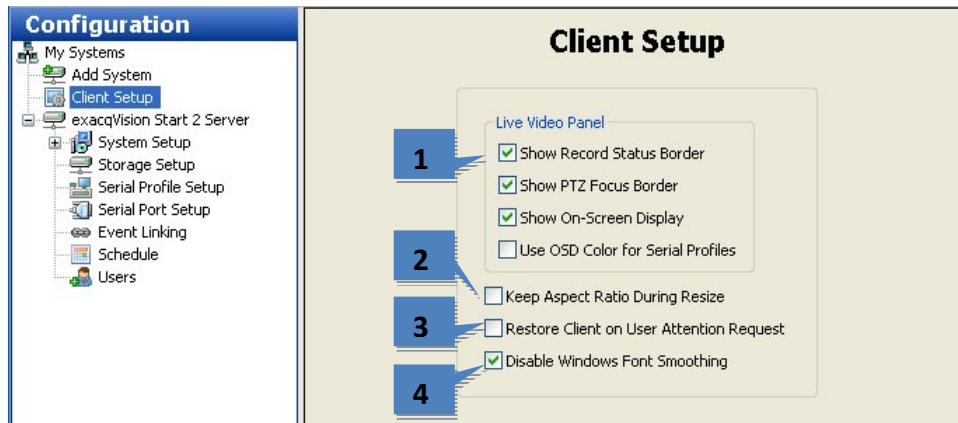 Configuration
My Systems
Add System
Client Setup
exacqVision Start 2 Server
System Setup
Storage Setup
Serial Profile Setup
Serial Port Setup
Event Linking
Schedule
Users
Client Setup
Live Video Panel
1
Show Record Status Border
Show PTZ Focus Border
Show On-Screen Display
Use OSD Color for Serial Profiles
2
Keep Aspect Ratio During Resize
3
Restore Client on User Attention Request
Disable Windows Font Smoothing
4